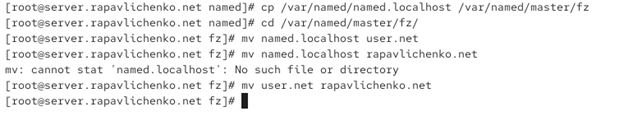 [root@server.rapavlichenko.net named]# cp /var/named/named.localhost /var/named/master/fz
[root@server.rapavlichenko.net named]# cd /var/named/master/fz/
[root@server.rapavlichenko.net fz]# mv named.localhost user.net
[root@server.rapavlichenko.net fz]# mv named.localhost rapavlichenko.net
mv: cannot stat 'named.localhost': No such file or directory
[root@server.rapavlichenko.net fz]# mv user.net rapavlichenko.net
[root@server.rapavlichenko.net fz]#